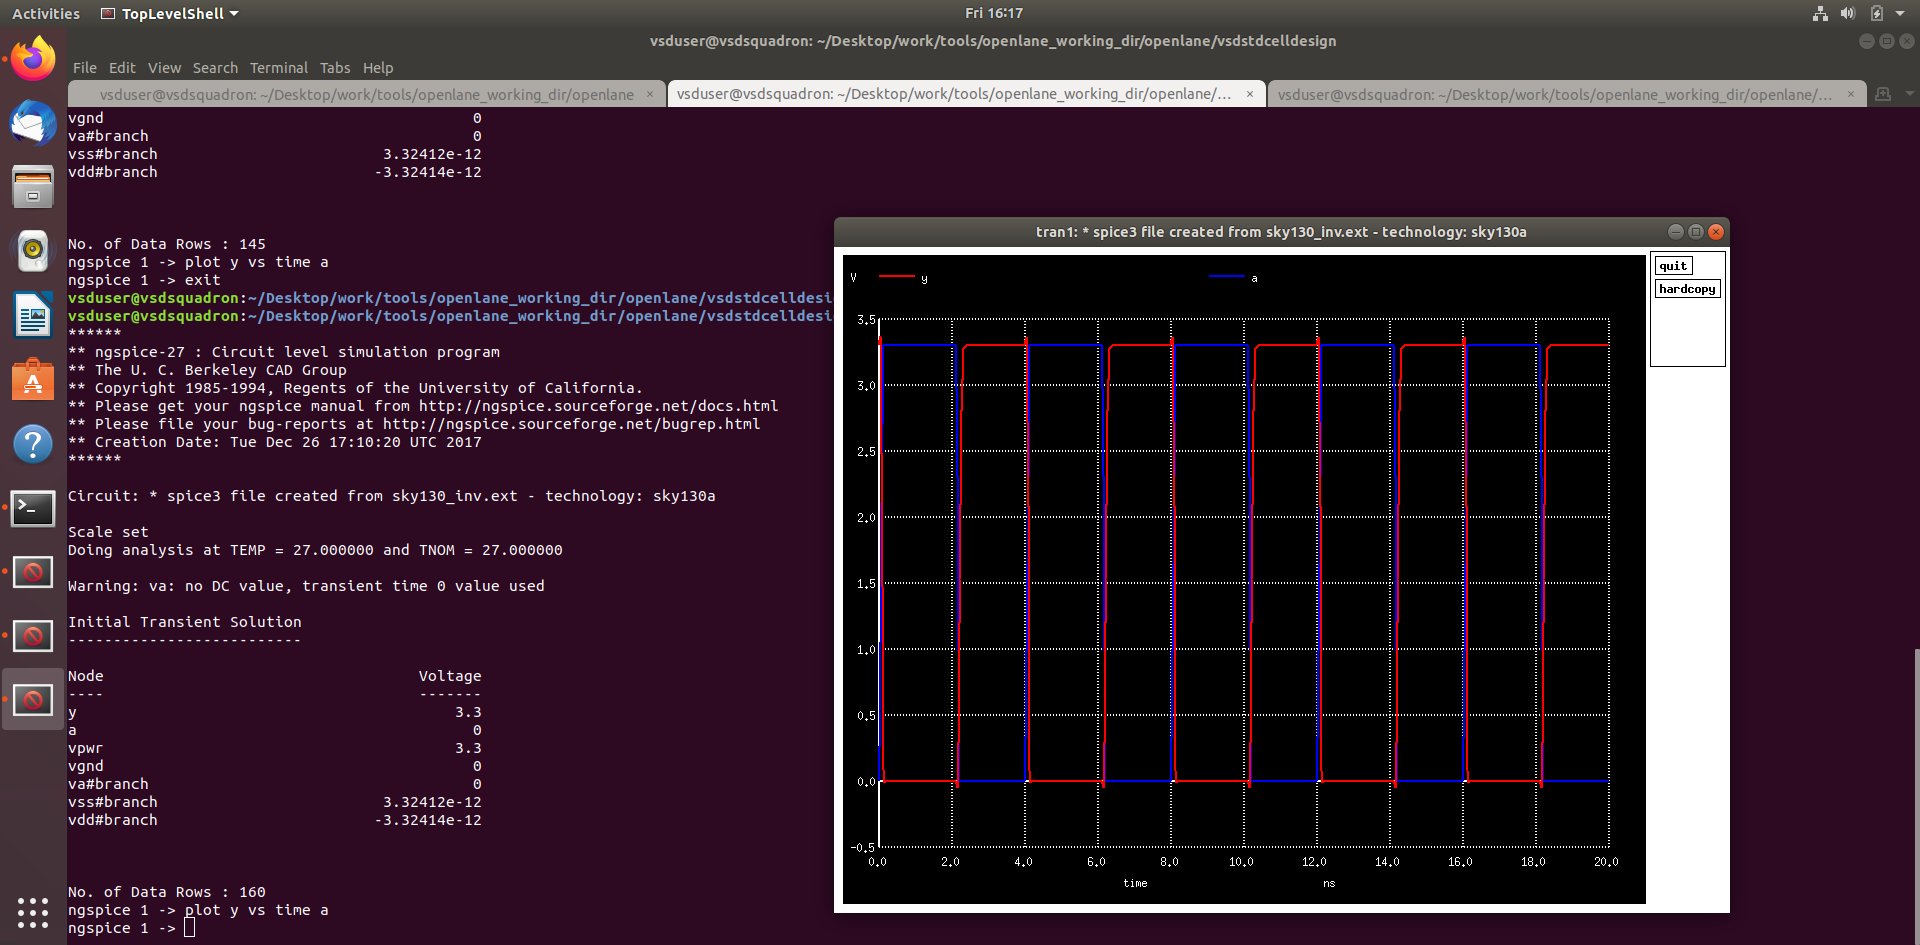 Activities
TopLevelShell
Fri 16:17
vsduser@vsdsquadron: ~/Desktop/work/tools/openlane_working_dir/openlane/vsdstdcelldesign
File Edit View Search Terminal Tabs Help
vsduser@vsdsquadron: ~/Desktop/work/tools/openlane_working_dir/openlane ×
vsduser@vsdsquadron: ~/Desktop/work/tools/openlane_working_dir/openlane/... ×
vsduser@vsdsquadron: ~/Desktop/work/tools/openlane_working_dir/openlane/... ×
vgnd 0
va#branch 0
vss#branch 3.32412e-12
vdd#branch -3.32414e-12
No. of Data Rows : 145
ngspice 1 -> plot y vs time a
ngspice 1 -> exit
vsduser@vsdsquadron:~/Desktop/work/tools/openlane_working_dir/openlane/vsdstdcelldesi
vsduser@vsdsquadron:~/Desktop/work/tools/openlane_working_dir/openlane/vsdstdcelldesi
******
** ngspice-27 : Circuit level simulation program
** The U. C. Berkeley CAD Group
** Copyright 1985-1994, Regents of the University of California.
** Please get your ngspice manual from http://ngspice.sourceforge.net/docs.html
** Please file your bug-reports at http://ngspice.sourceforge.net/bugrep.html
** Creation Date: Tue Dec 26 17:10:20 UTC 2017
******
Circuit: * spice3 file created from sky130_inv.ext - technology: sky130a
Scale set
Doing analysis at TEMP = 27.000000 and TNOM = 27.000000
Warning: va: no DC value, transient time 0 value used
Initial Transient Solution
--------------------------
Node Voltage
---- -------
y 3.3
a 0
vpwr 3.3
vgnd 0
va#branch 0
vss#branch 3.32412e-12
vdd#branch -3.32414e-12
No. of Data Rows : 160
ngspice 1 -> plot y vs time a
ngspice 1 ->
tran1: * spice3 file created from sky130_inv.ext - technology: sky130a
quit
hardcopy
V y a
3.5
3.0
2.5
2.0
1.5
1.0
0.5
0.0
-0.5
0.0 2.0 4.0 6.0 8.0 10.0 12.0 14.0 16.0 18.0 20.0
time ns